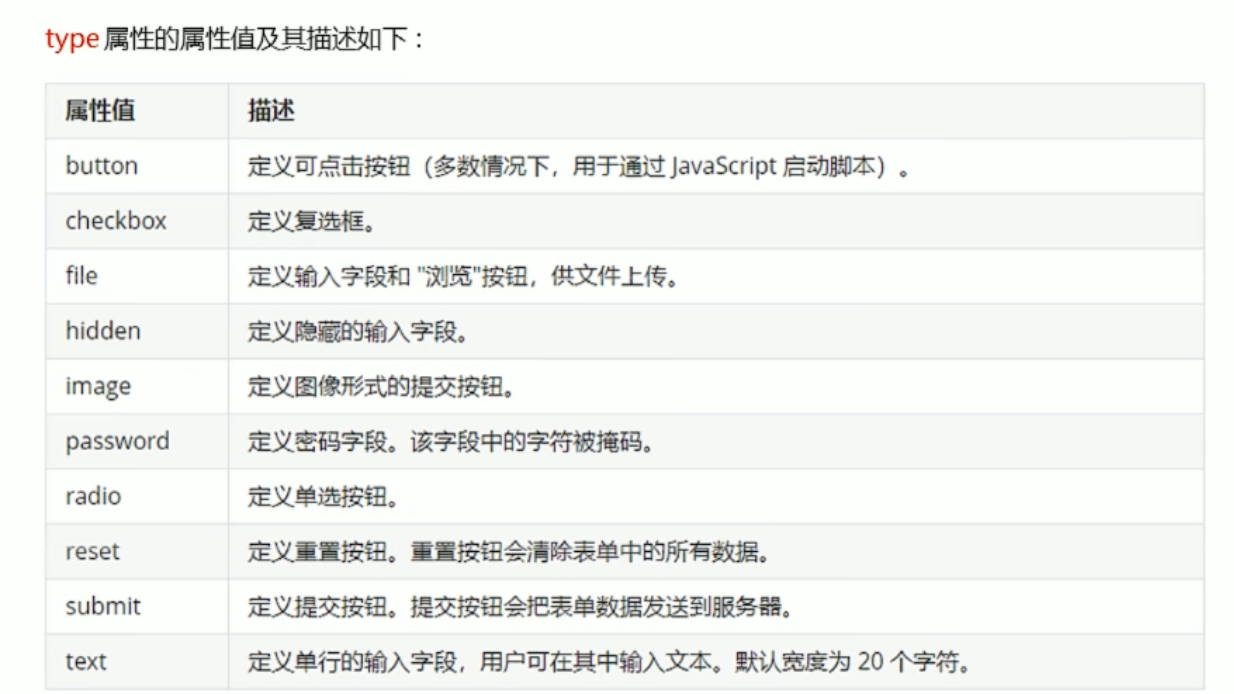 type 属性的属性值及其描述如下：
属性值 描述
button 定义可点击按钮（多数情况下，用于通过 JavaScript 启动脚本）。
checkbox 定义复选框。
file 定义输入字段和 "浏览"按钮，供文件上传。
hidden 定义隐藏的输入字段。
image 定义图像形式的提交按钮。
password 定义密码字段。该字段中的字符被掩码。
radio 定义单选按钮。
reset 定义重置按钮。重置按钮会清除表单中的所有数据。
submit 定义提交按钮。提交按钮会把表单数据发送到服务器。
text 定义单行的输入字段，用户可在其中输入文本。默认宽度为 20 个字符。